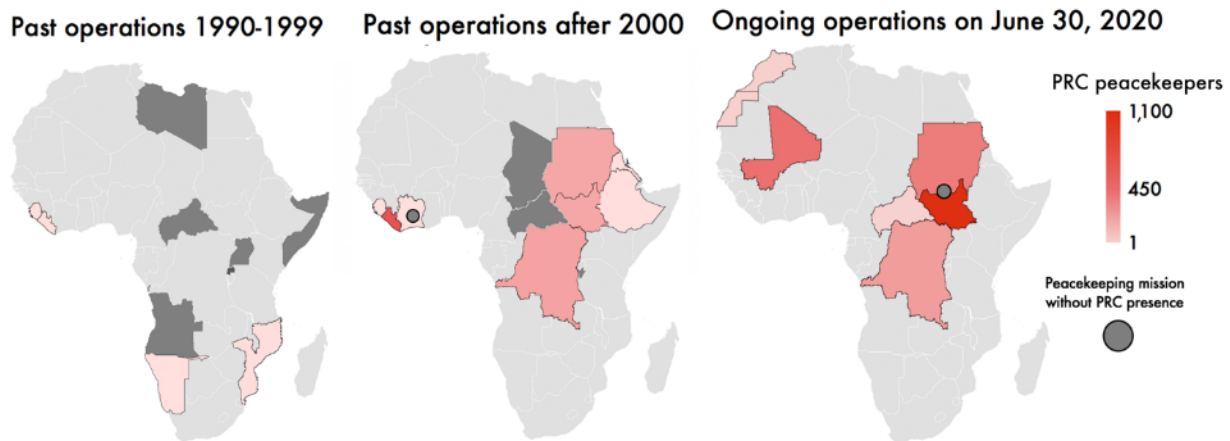 Past operations 1990-1999
Past operations after 2000
Ongoing operations on June 30, 2020
PRC peacekeepers
1,100
450
1
Peacekeeping mission
without PRC presence